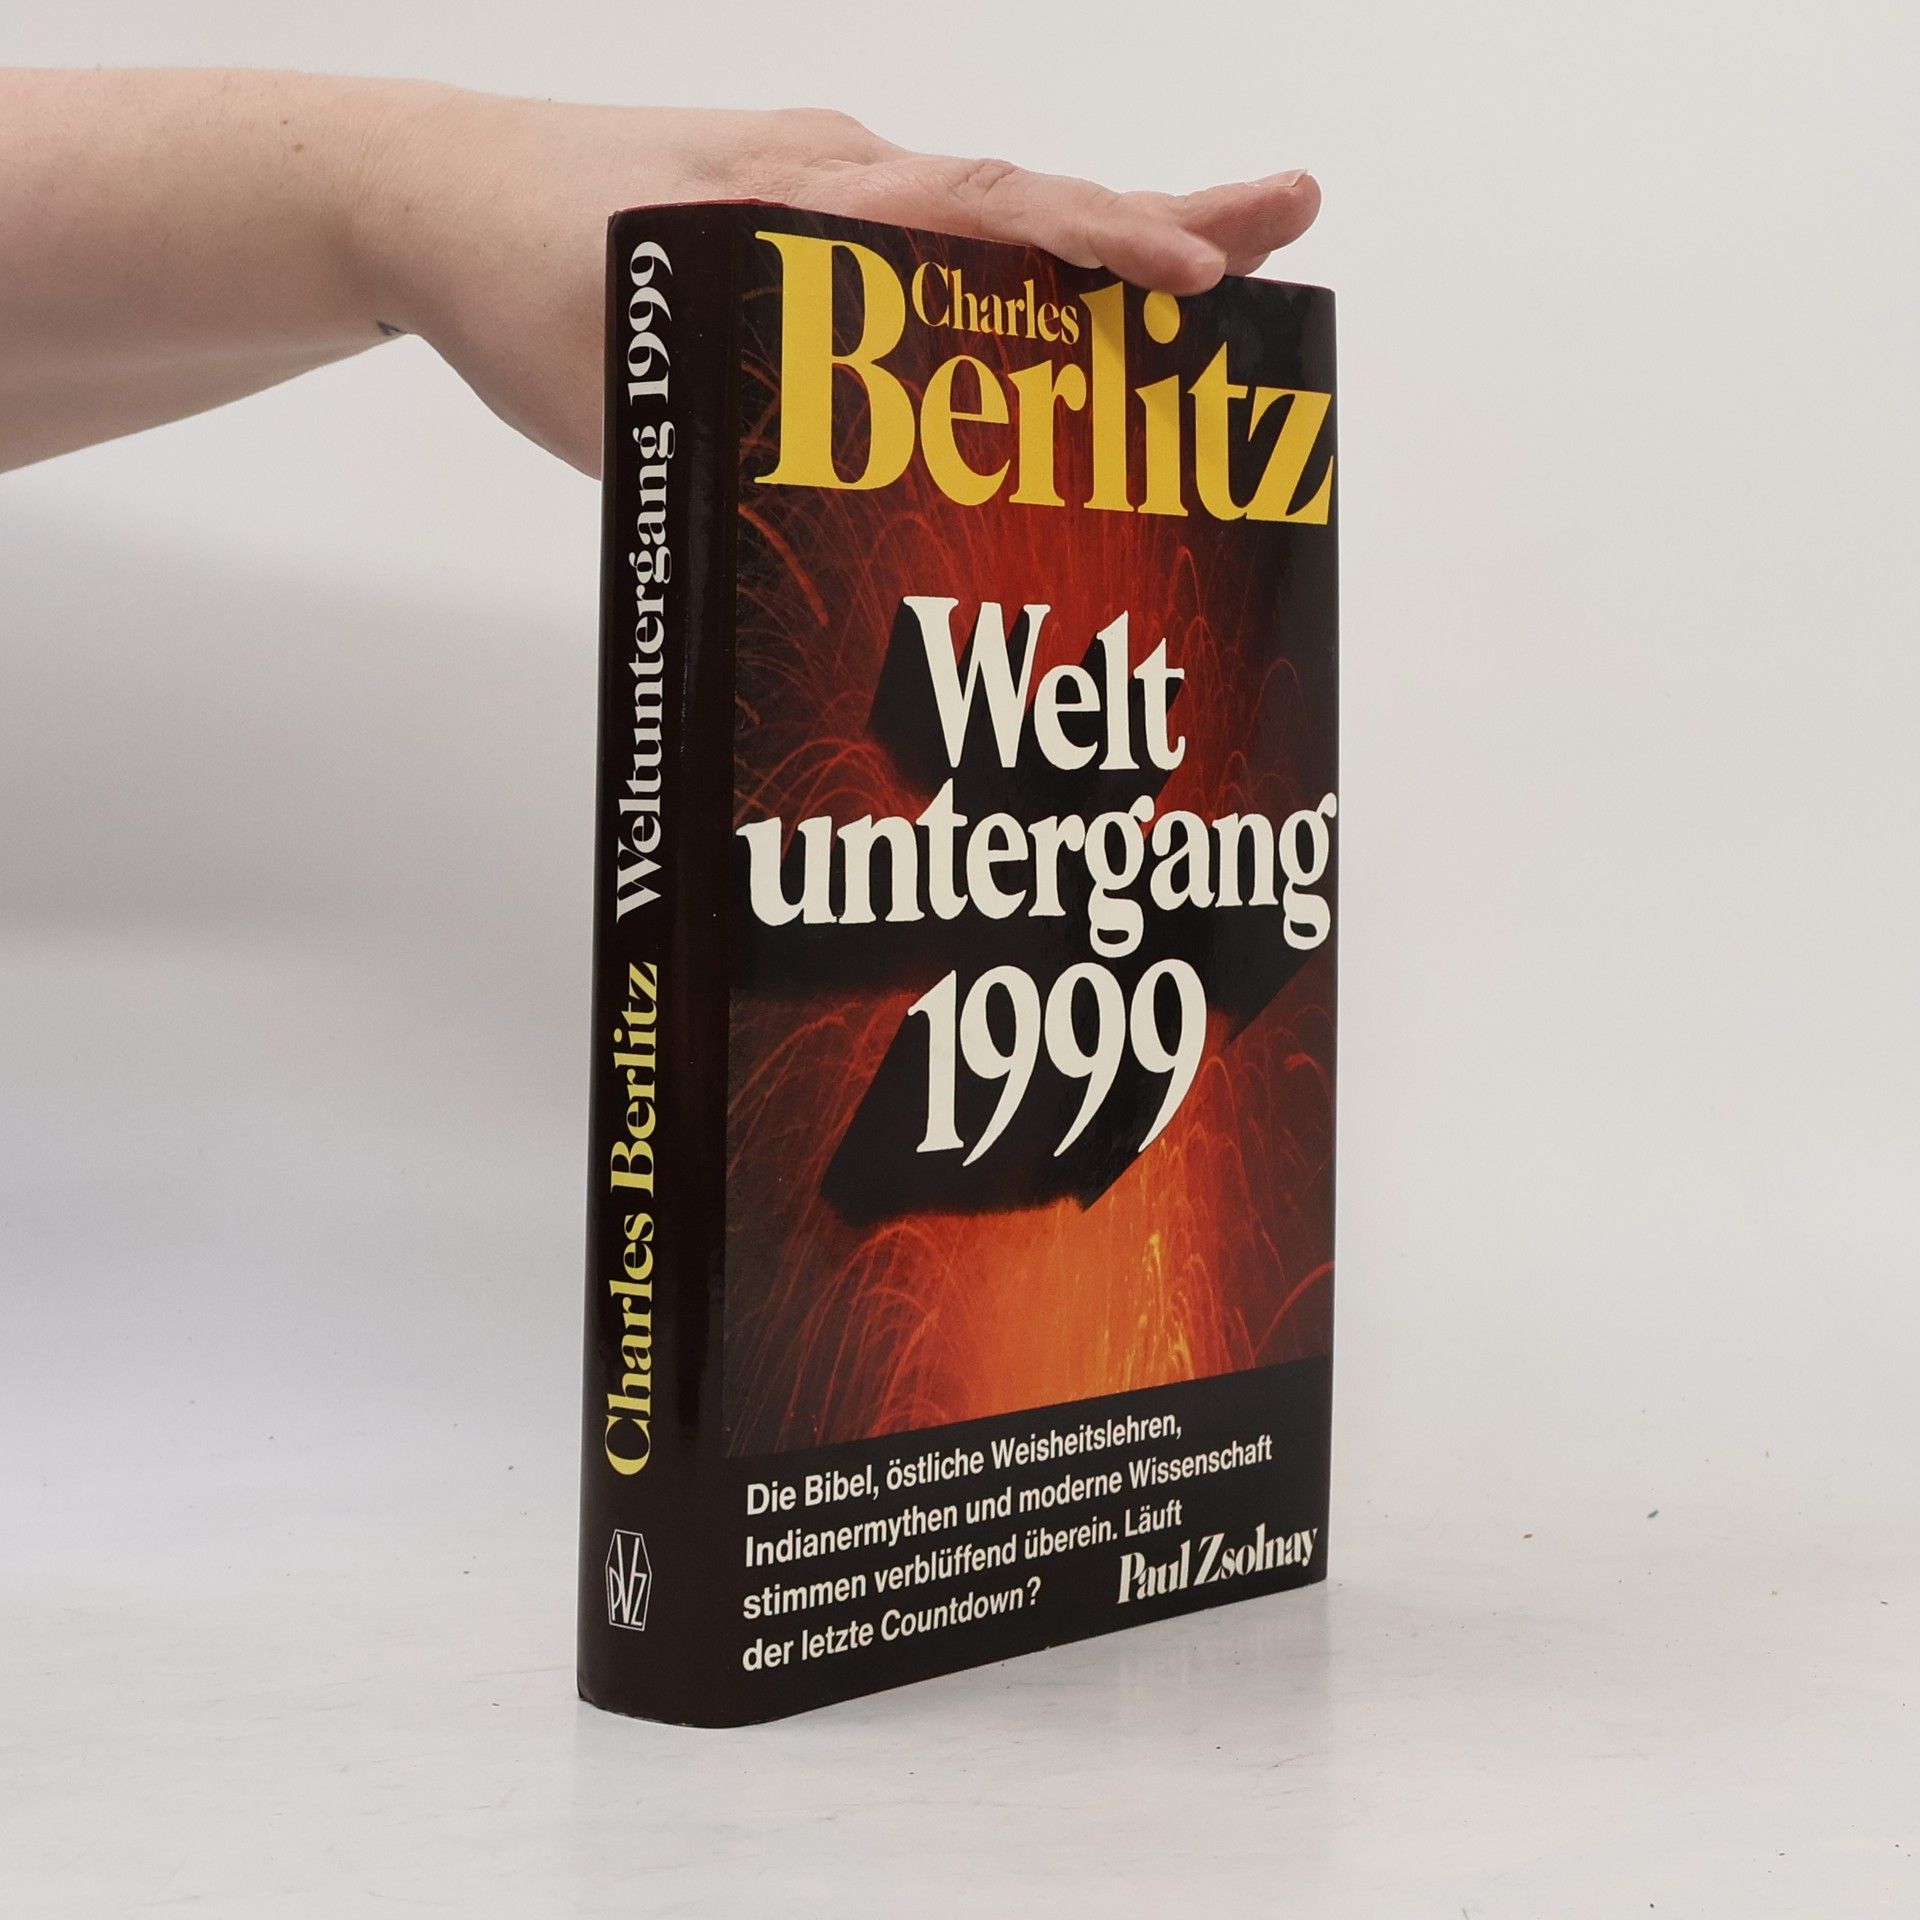 Charles Berlitz Weltuntergang 1999
PVZ
Charles
Berlitz
Welt
untergang
1999
Die Bibel, östliche Weisheitslehren,
Indianermythen und moderne Wissenschaft
stimmen verblüffend überein. Läuft
der letzte Countdown?
Paul Zsolnay